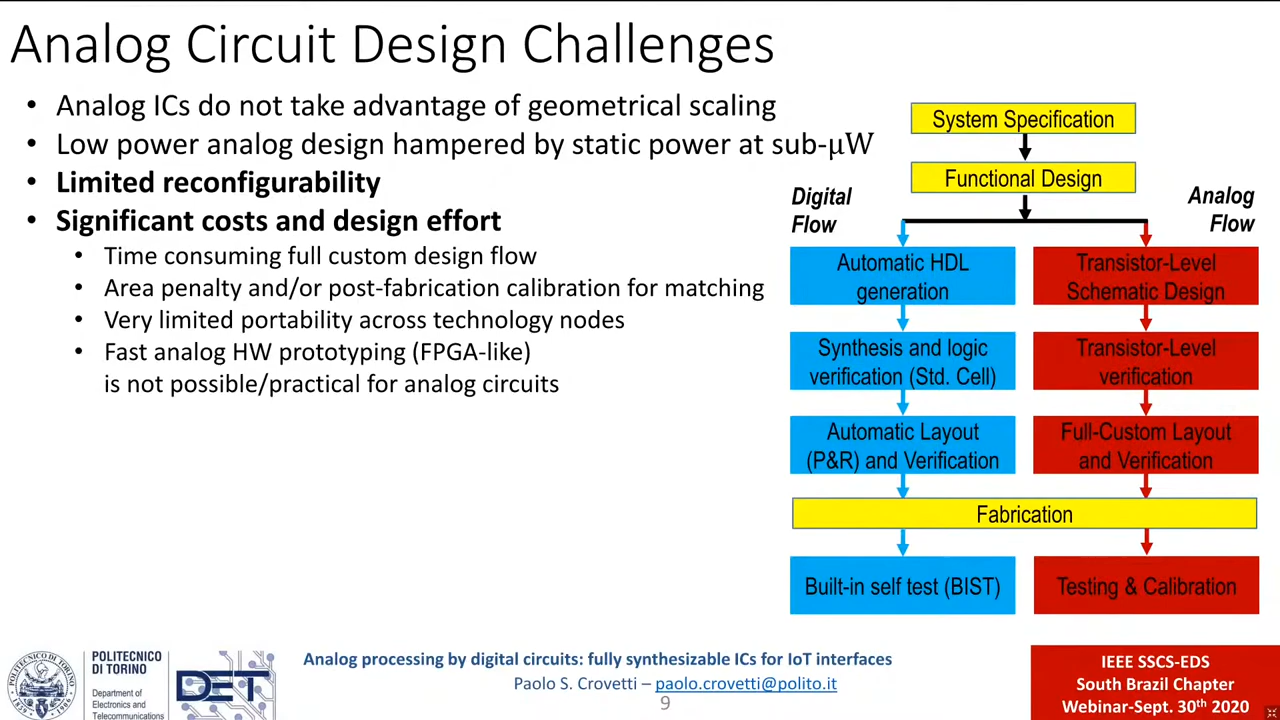 Analog Circuit Design Challenges
• Analog ICs do not take advantage of geometrical scaling
• Low power analog design hampered by static power at sub-μW
• Limited reconfigurability
• Significant costs and design effort
• Time consuming full custom design flow
• Area penalty and/or post-fabrication calibration for matching
• Very limited portability across technology nodes
• Fast analog HW prototyping (FPGA-like)
is not possible/practical for analog circuits
System Specification
Functional Design
Digital
Flow
Analog
Flow
Automatic HDL
generation
Transistor-Level
Schematic Design
Synthesis and logic
verification (Std. Cell)
Transistor-Level
verification
Automatic Layout
(P&R) and Verification
Full-Custom Layout
and Verification
Fabrication
Built-in self test (BIST)
Testing & Calibration
POLITECNICO
DI TORINO
Department of
Electronics and
Telecommunications
DET
Analog processing by digital circuits: fully synthesizable ICs for IoT interfaces
Paolo S. Crovetti – paolo.crovetti@polito.it
9
IEEE SSCS-EDS
South Brazil Chapter
Webinar-Sept. 30th 2020